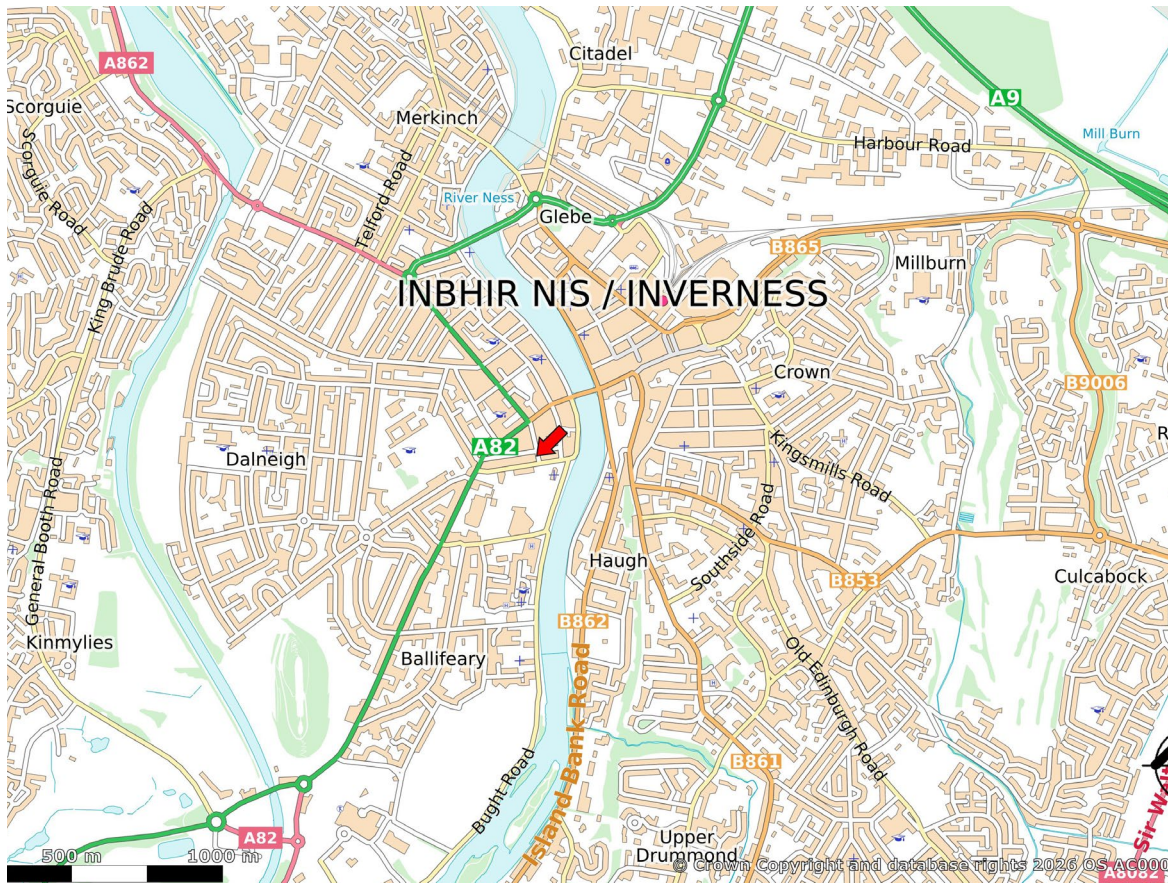 Citadel
A862
A9
Scorguie
Merkinch
Mill Burn
Harbour Road
Scorguie Road
Telford Road
River Ness
Glebe
King Brude Road
B865
Millburn
INBHIR NIS / INVERNESS
Crown
B9006
A82
Dalneigh
Kingsmills Road
General Booth Road
Southside Road
Haugh
B853
Culcabock
B862
Kinmylies
Ballifeary
Old Edinburgh Road
Island Bank Road
B861
Bught Road
A82
Upper
Drummond
500 m
1000 m
© Crown Copyright and database rights 2026 OS AC000
A8082